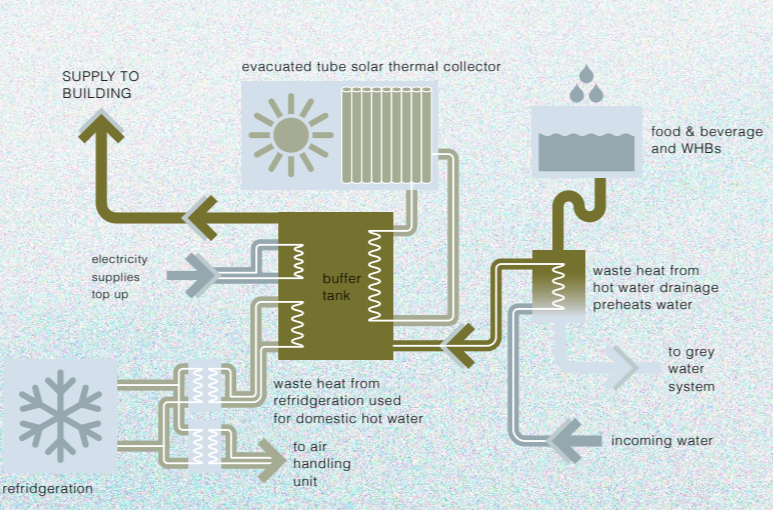 evacuated tube solar thermal collector
SUPPLY TO
BUILDING
food & beverage
and WHBs
electricity
supplies
top up
buffer
tank
waste heat from
hot water drainage
preheats water
to grey
water
system
waste heat from
refridgeration used
for domestic hot water
incoming water
to air
handling
unit
refridgeration